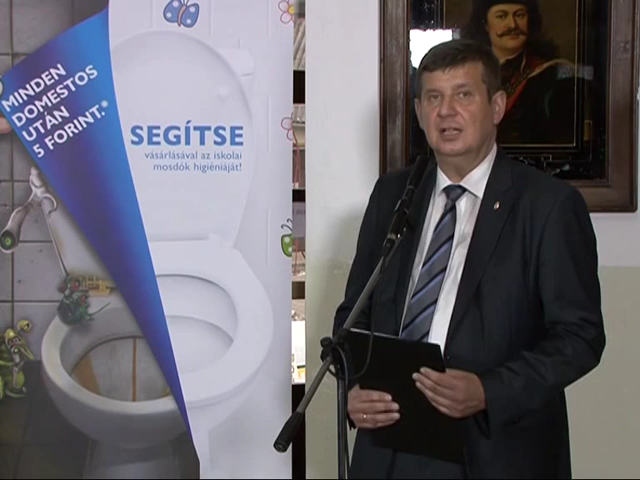 MINDEN
DOMESTOS
UTÁN
5 FORINT.*
SEGÍTSE
vásárlásával az iskolai
mosdók higiéniáját!